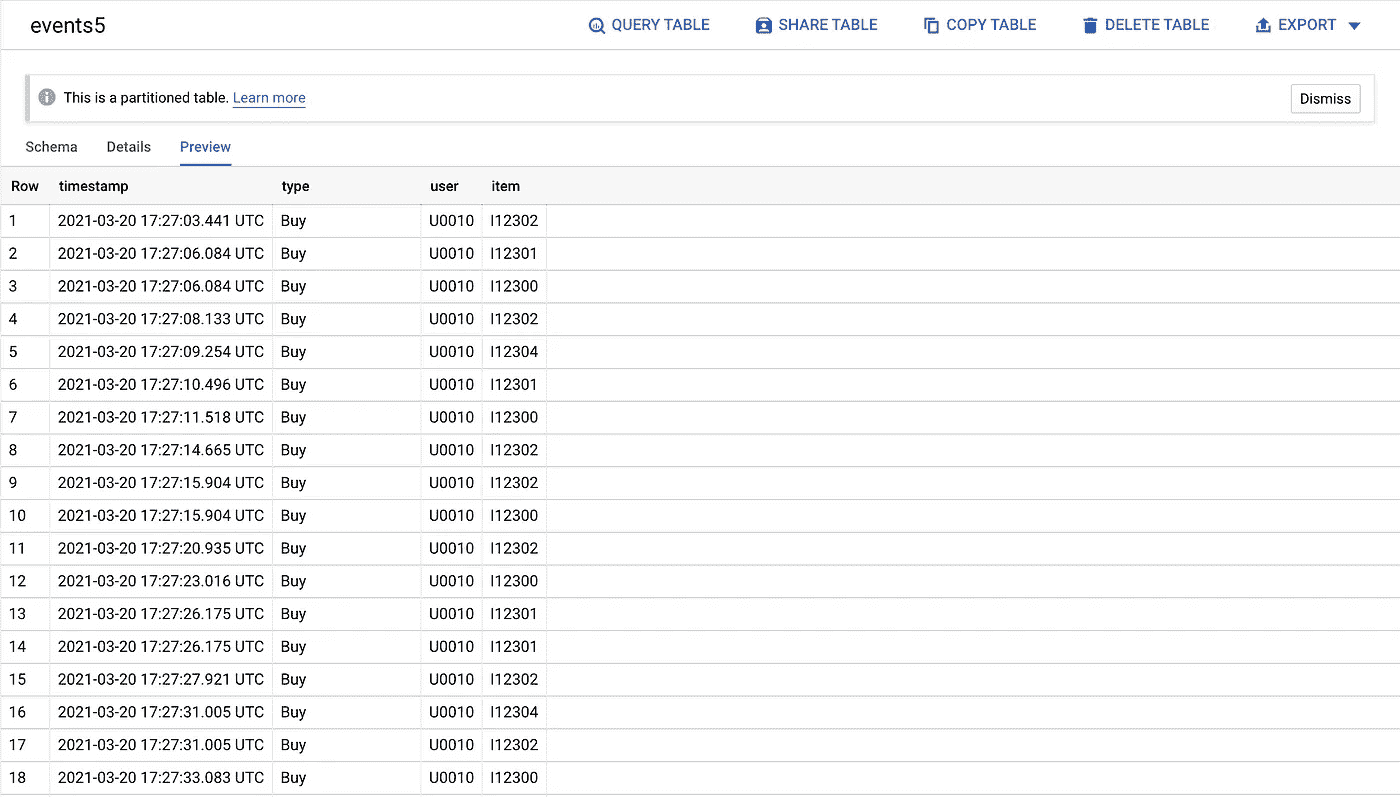 events5 QUERY TABLE SHARE TABLE COPY TABLE DELETE TABLE EXPORT
This is a partitioned table. Learn more Dismiss
Schema Details Preview
Row timestamp type user item
1 2021-03-20 17:27:03.441 UTC Buy U0010 I12302
2 2021-03-20 17:27:06.084 UTC Buy U0010 I12301
3 2021-03-20 17:27:06.084 UTC Buy U0010 I12300
4 2021-03-20 17:27:08.133 UTC Buy U0010 I12302
5 2021-03-20 17:27:09.254 UTC Buy U0010 I12304
6 2021-03-20 17:27:10.496 UTC Buy U0010 I12301
7 2021-03-20 17:27:11.518 UTC Buy U0010 I12300
8 2021-03-20 17:27:14.665 UTC Buy U0010 I12302
9 2021-03-20 17:27:15.904 UTC Buy U0010 I12302
10 2021-03-20 17:27:15.904 UTC Buy U0010 I12300
11 2021-03-20 17:27:20.935 UTC Buy U0010 I12302
12 2021-03-20 17:27:23.016 UTC Buy U0010 I12300
13 2021-03-20 17:27:26.175 UTC Buy U0010 I12301
14 2021-03-20 17:27:26.175 UTC Buy U0010 I12301
15 2021-03-20 17:27:27.921 UTC Buy U0010 I12302
16 2021-03-20 17:27:31.005 UTC Buy U0010 I12304
17 2021-03-20 17:27:31.005 UTC Buy U0010 I12302
18 2021-03-20 17:27:33.083 UTC Buy U0010 I12300